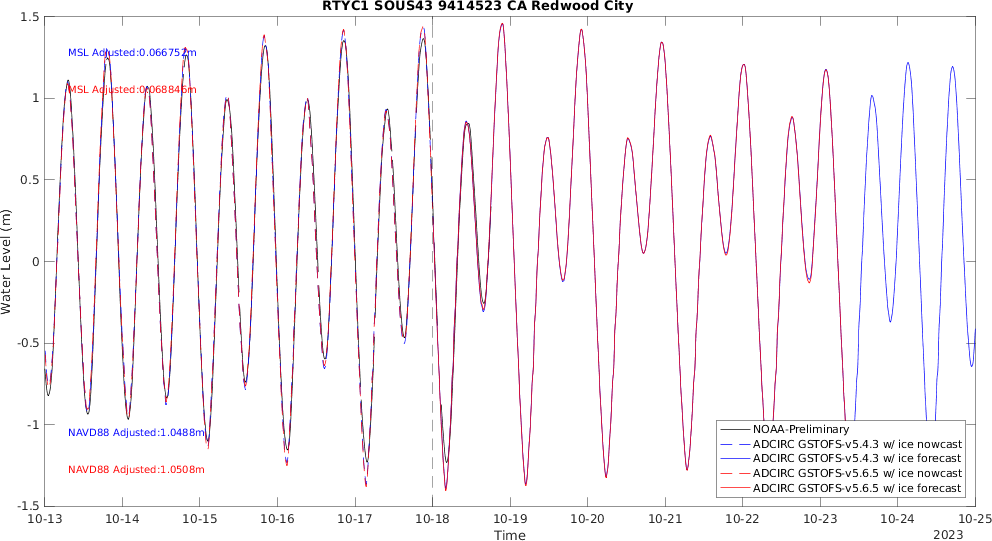 RTYC1 SOUS43 9414523 CA Redwood City
1.5
1
0.5
0
-0.5
-1
-1.5
Water Level (m)
MSL Adjusted:0.066752m
MSL Adjusted:0.068846m
NAVD88 Adjusted:1.0488m
NAVD88 Adjusted:1.0508m
NOAA-Preliminary
ADCIRC GSTOFS-v5.4.3 w/ ice nowcast
ADCIRC GSTOFS-v5.4.3 w/ ice forecast
ADCIRC GSTOFS-v5.6.5 w/ ice nowcast
ADCIRC GSTOFS-v5.6.5 w/ ice forecast
10-13 10-14 10-15 10-16 10-17 10-18 10-19 10-20 10-21 10-22 10-23 10-24 10-25
Time
2023